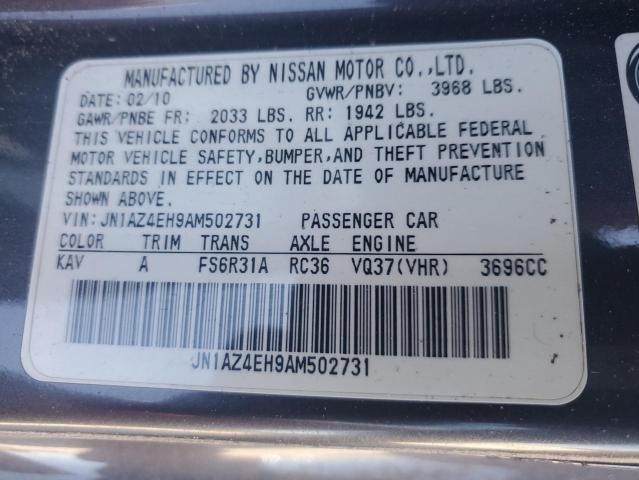 MANUFACTURED BY NISSAN MOTOR CO.,LTD.
DATE: 02/10 GVWR/PNBV: 3968 LBS.
GAWR/PNBE FR: 2033 LBS. RR: 1942 LBS.
THIS VEHICLE CONFORMS TO ALL APPLICABLE FEDERAL
MOTOR VEHICLE SAFETY,BUMPER,AND THEFT PREVENTION
STANDARDS IN EFFECT ON THE DATE OF MANUFACTURE
SHOWN ABOVE.
VIN:JN1AZ4EH9AM502731 PASSENGER CAR
COLOR TRIM TRANS AXLE ENGINE
KAV A FS6R31A RC36 VQ37(VHR) 3696CC
JN1AZ4EH9AM502731